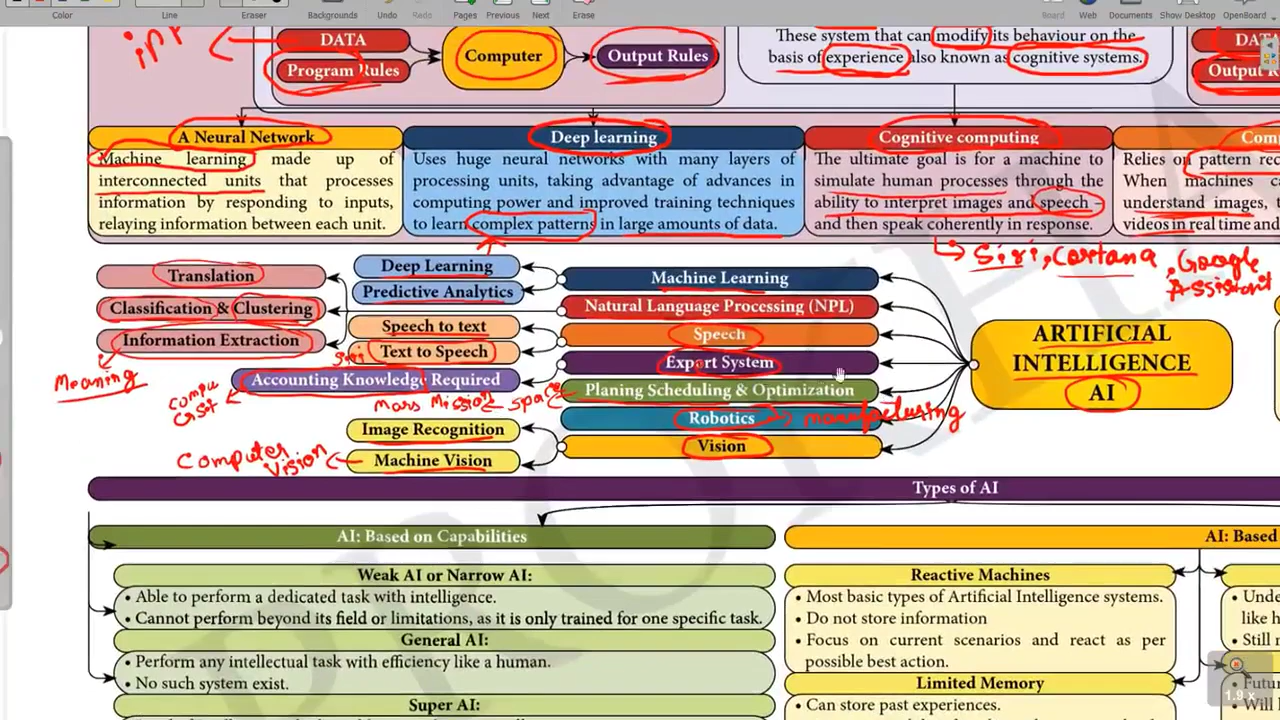 Color
Line
Eraser
Backgrounds
Undo
Redo
Pages
Previous
Next
Erase
Board
Web
Documents
Show Desktop
OpenBoard
DATA
Program Rules
Computer
Output Rules
These system that can modify its behaviour on the
basis of experience also known as cognitive systems.
DATA
A Neural Network
Machine learning made up of
interconnected units that processes
information by responding to inputs,
relaying information between each unit.
Deep learning
Uses huge neural networks with many layers of
processing units, taking advantage of advances in
computing power and improved training techniques
to learn complex patterns in large amounts of data.
Cognitive computing
The ultimate goal is for a machine to
simulate human processes through the
ability to interpret images and speech –
and then speak coherently in response.
Relies on pattern
When machines
understand images,
videos in real time and
Siri, Cortana, Google
Assistant
Translation
Classification & Clustering
Information Extraction
Meaning
Deep Learning
Predictive Analytics
Speech to text
Text to Speech
Siri
Accounting Knowledge Required
Mars Mission
space
Image Recognition
Machine Vision
Computer
Vision
Machine Learning
Natural Language Processing (NPL)
Speech
Expert System
Planing Scheduling & Optimization
Robotics
manufacturing
Vision
ARTIFICIAL
INTELLIGENCE
AI
Types of AI
AI: Based on Capabilities
Weak AI or Narrow AI:
• Able to perform a dedicated task with intelligence.
• Cannot perform beyond its field or limitations, as it is only trained for one specific task.
General AI:
• Perform any intellectual task with efficiency like a human.
• No such system exist.
Super AI:
AI: Based
Reactive Machines
• Most basic types of Artificial Intelligence systems.
• Do not store information
• Focus on current scenarios and react as per
possible best action.
Limited Memory
• Can store past experiences.
like
• Still
• Will
1.9 x